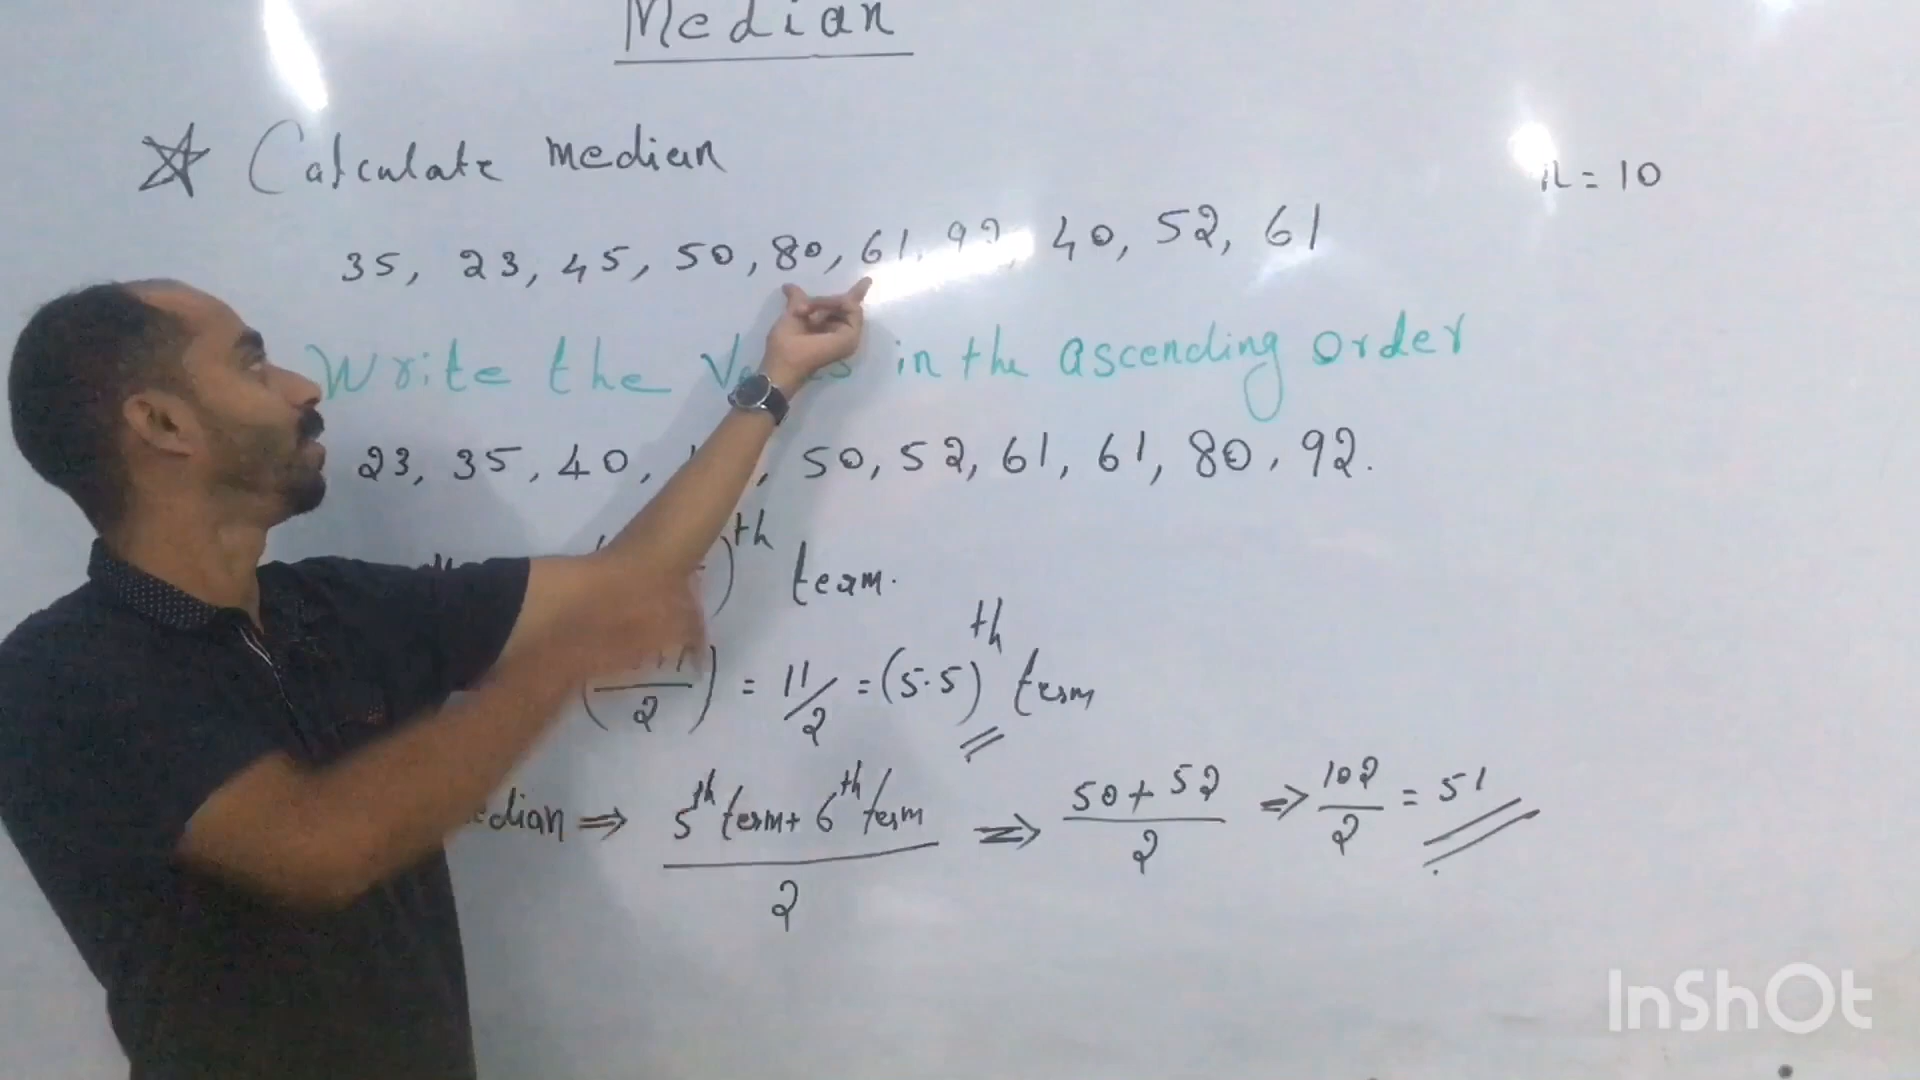 Median
☆ Calculate median
n = 10
35, 23, 45, 50, 80, 61, 92, 40, 52, 61
Write the in the ascending order
23, 35, 40, 50, 52, 61, 61, 80, 92.
)th term.
2) = 11/2 = (5.5)th term
⇒ 5th term + 6th term / 2 ⇒ 50 + 52 / 2 ⇒ 102 / 2 = 51
InShOt